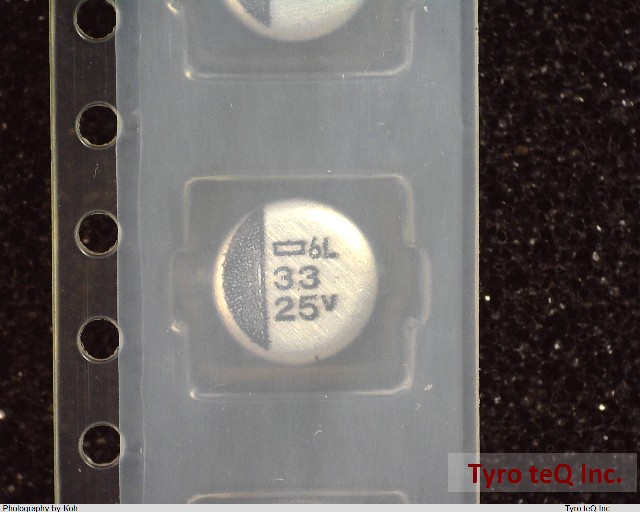 6L
33
25V
Tyro teQ Inc.
Photography by Koh
Tyro teQ Inc.